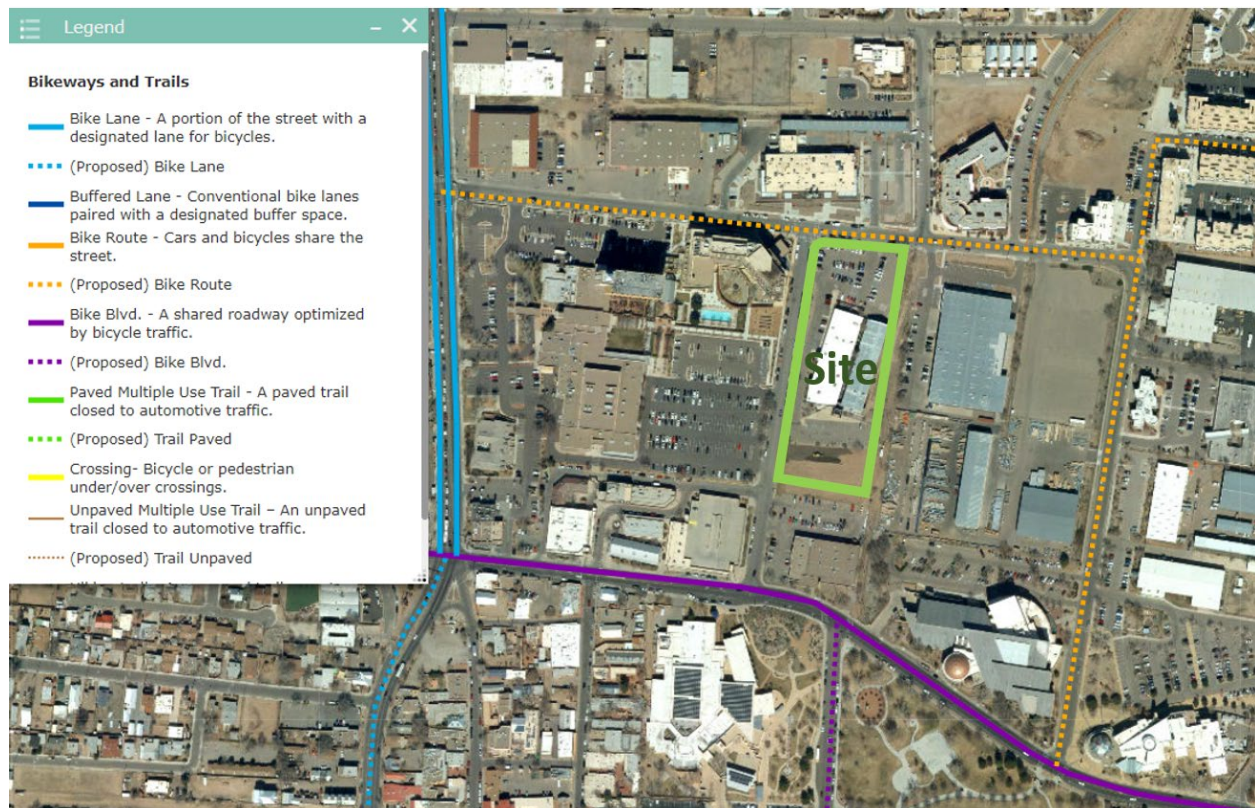 Legend
Bikeways and Trails
Bike Lane - A portion of the street with a
designated lane for bicycles.
(Proposed) Bike Lane
Buffered Lane - Conventional bike lanes
paired with a designated buffer space.
Bike Route - Cars and bicycles share the
street.
(Proposed) Bike Route
Bike Blvd. - A shared roadway optimized
by bicycle traffic.
(Proposed) Bike Blvd.
Paved Multiple Use Trail - A paved trail
closed to automotive traffic.
(Proposed) Trail Paved
Crossing- Bicycle or pedestrian
under/over crossings.
Unpaved Multiple Use Trail – An unpaved
trail closed to automotive traffic.
(Proposed) Trail Unpaved
Site